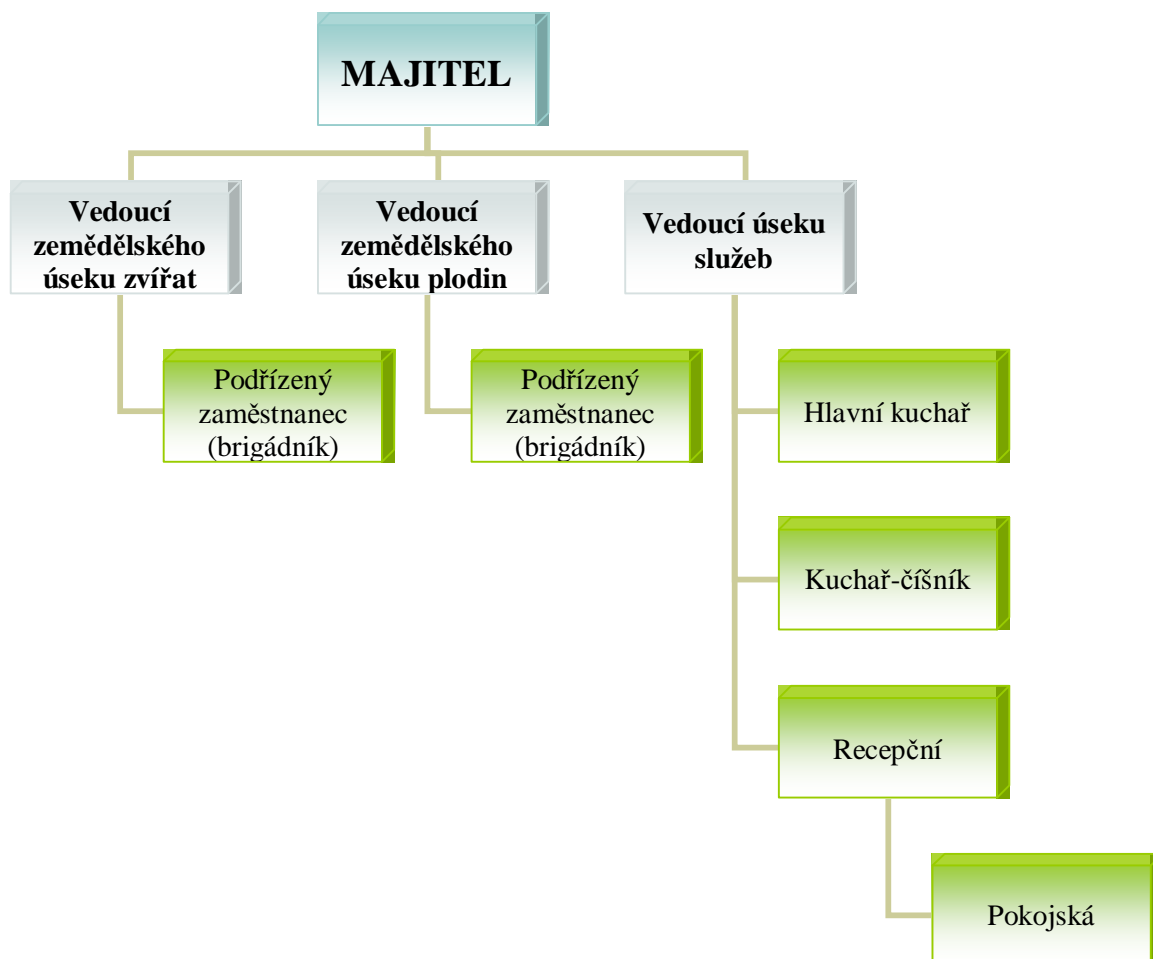 MAJITEL
Vedoucí
zemědělského
úseku zvířat
Vedoucí
zemědělského
úseku plodin
Vedoucí úseku
služeb
Podřízený
zaměstnanec
(brigádník)
Podřízený
zaměstnanec
(brigádník)
Hlavní kuchař
Kuchař-číšník
Recepční
Pokojská